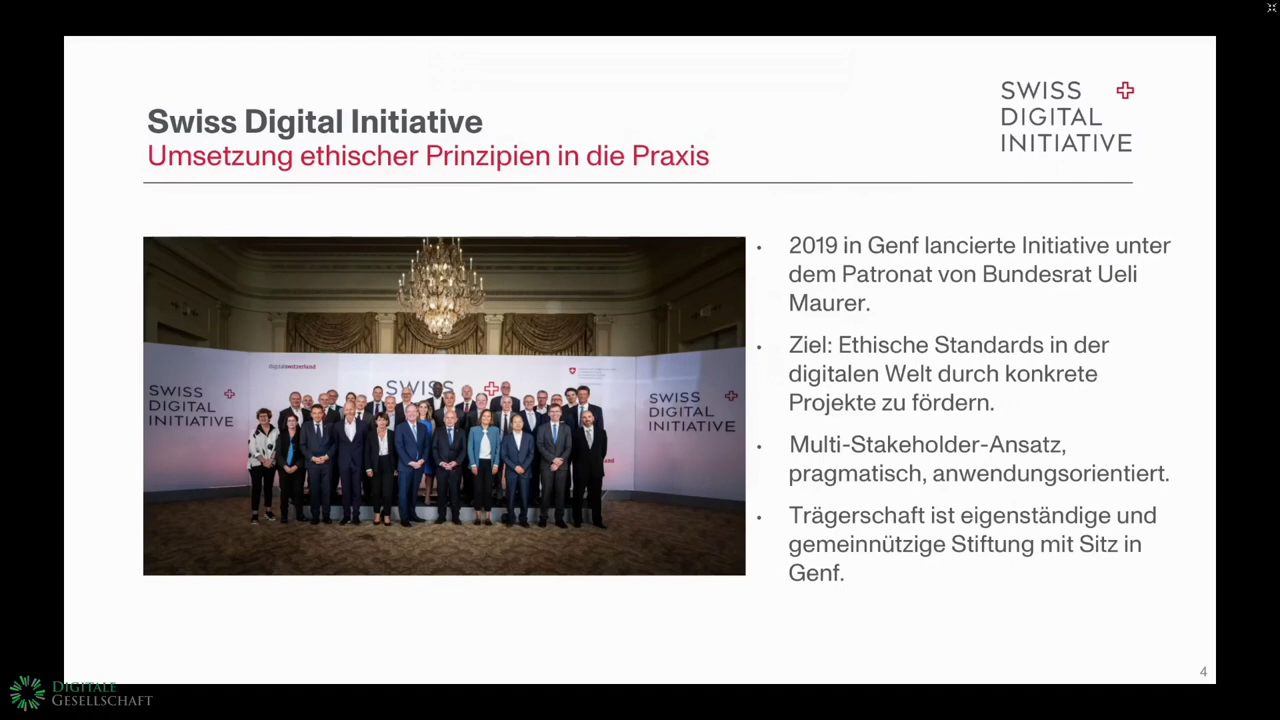 Swiss Digital Initiative
Umsetzung ethischer Prinzipien in die Praxis
SWISS
DIGITAL
INITIATIVE
digitalswitzerland
SWISS
DIGITAL
INITIATIVE
SWISS
SWISS
DIGITAL
INITIATIVE
• 2019 in Genf lancierte Initiative unter
dem Patronat von Bundesrat Ueli
Maurer.
• Ziel: Ethische Standards in der
digitalen Welt durch konkrete
Projekte zu fördern.
• Multi-Stakeholder-Ansatz,
pragmatisch, anwendungsorientiert.
• Trägerschaft ist eigenständige und
gemeinnützige Stiftung mit Sitz in
Genf.
4
DIGITALE
GESELLSCHAFT